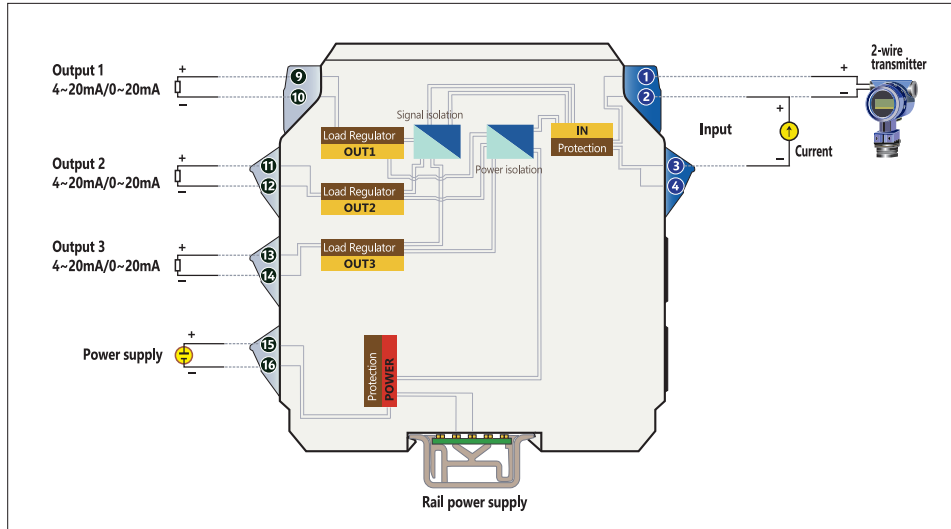 Output 1
4~20mA/0~20mA
+
−
9
10
Output 2
4~20mA/0~20mA
+
−
11
12
Output 3
4~20mA/0~20mA
+
−
13
14
Power supply
+
−
15
16
Signal isolation
Load Regulator
OUT1
Power isolation
Load Regulator
OUT2
Load Regulator
OUT3
IN
Protection
Protection
POWER
Rail power supply
1
2
3
4
Input
+
−
Current
+
−
2-wire
transmitter